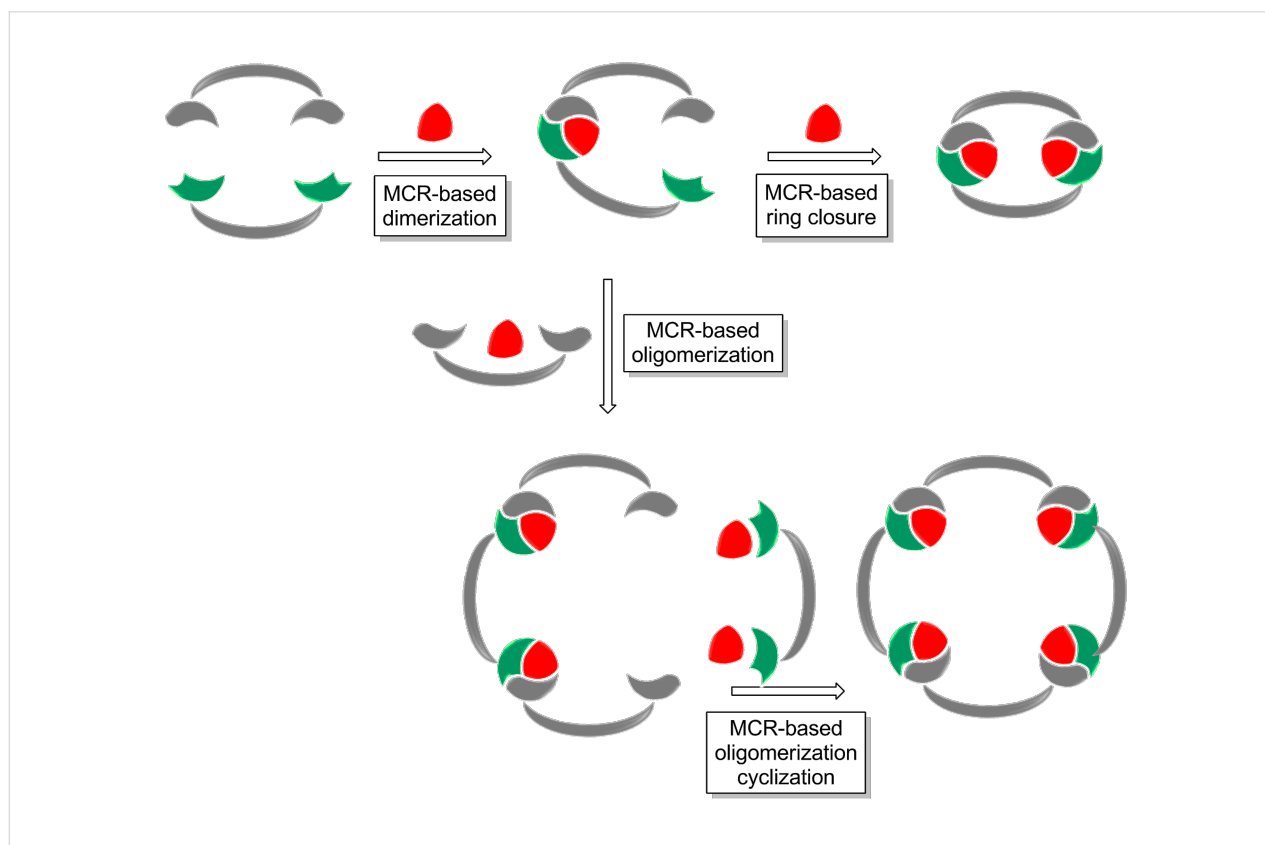 MCR-based
dimerization
MCR-based
ring closure
MCR-based
oligomerization
MCR-based
oligomerization
cyclization